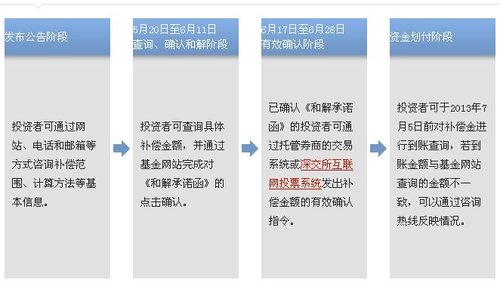 发布公告阶段
投资者可通过网
站、电话和邮箱等
方式咨询补偿范
围、计算方法等基
本信息。
5月20日至6月11日
查询、确认和解阶段
投资者可查询具体
补偿金额，并通过
基金网站完成对
《和解承诺函》的
点击确认。
6月17日至6月28日
有效确认阶段
已确认《和解承诺
函》的投资者可通
过托管券商的交易
系统或深交所互联
网投票系统发出补
偿金额的有效确认
指令。
资金划付阶段
投资者可于2013年7
月5日前对补偿金进
行到账查询，若到
账金额与基金网站
查询的金额不一
致，可以通过咨询
热线反映情况。